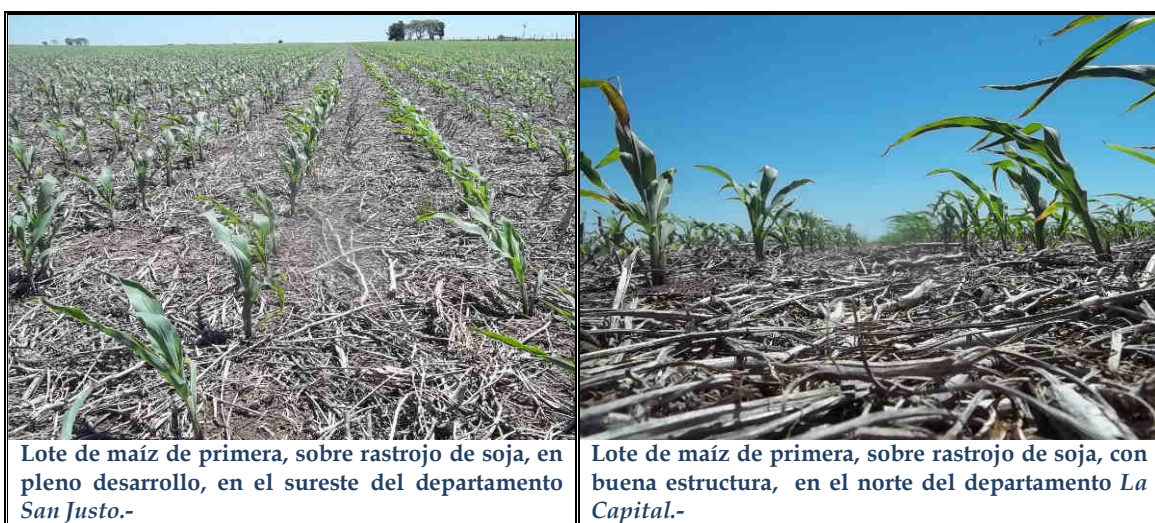 Lote de maíz de primera, sobre rastrojo de soja, en
pleno desarrollo, en el sureste del departamento
San Justo.-
Lote de maíz de primera, sobre rastrojo de soja, con
buena estructura, en el norte del departamento La
Capital.-